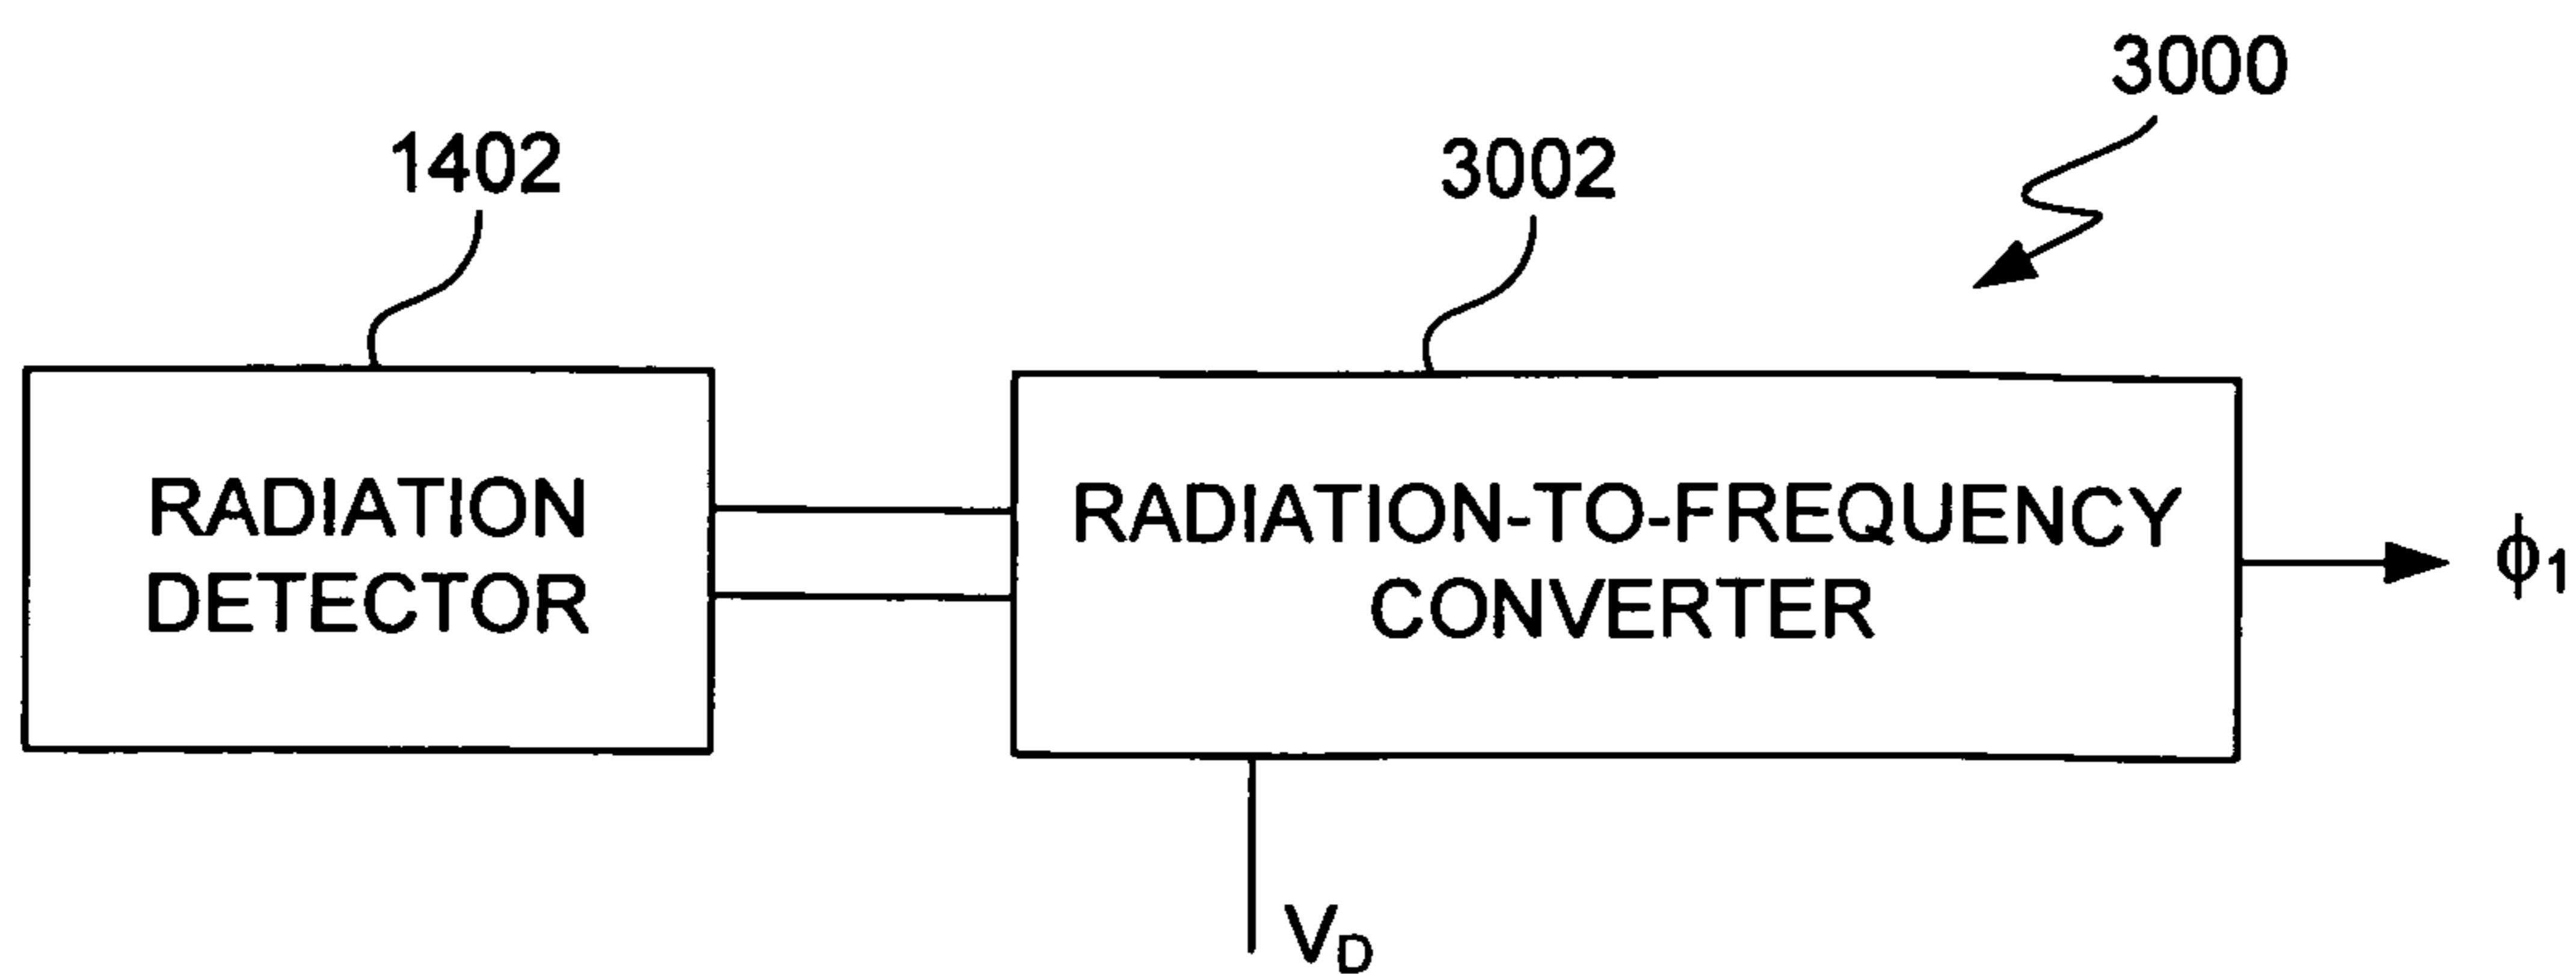 3000
1402
3002
RADIATION
DETECTOR
RADIATION-TO-FREQUENCY
CONVERTER
ϕ1
VD